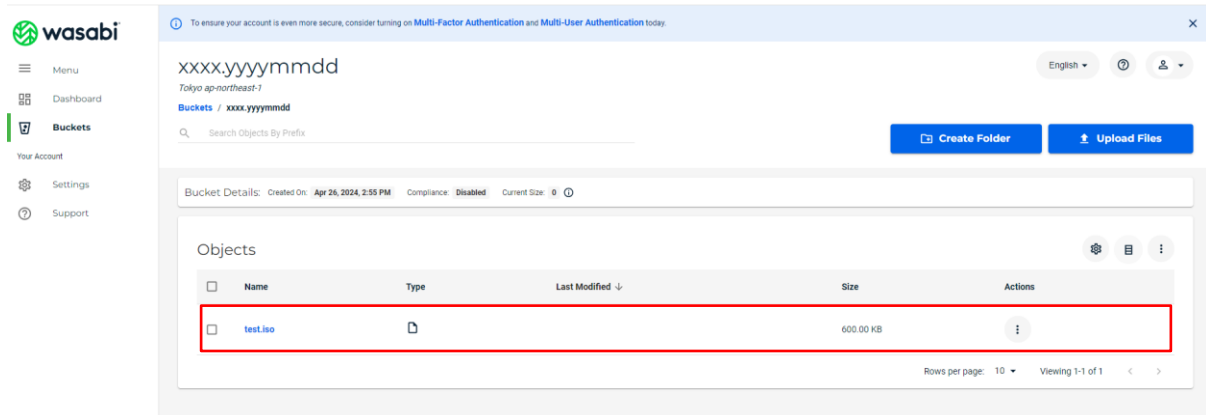 wasabi
To ensure your account is even more secure, consider turning on Multi-Factor Authentication and Multi-User Authentication today.
Menu
Dashboard
Buckets
Your Account
Settings
Support
xxxx.yyyymmdd
Tokyo ap-northeast-1
Buckets / xxxx.yyyymmdd
Search Objects By Prefix
English
Create Folder
Upload Files
Bucket Details: Created On: Apr 26, 2024, 2:55 PM Compliance: Disabled Current Size: 0
Objects
Name Type Last Modified Size Actions
test.iso 600.00 KB
Rows per page: 10 Viewing 1-1 of 1